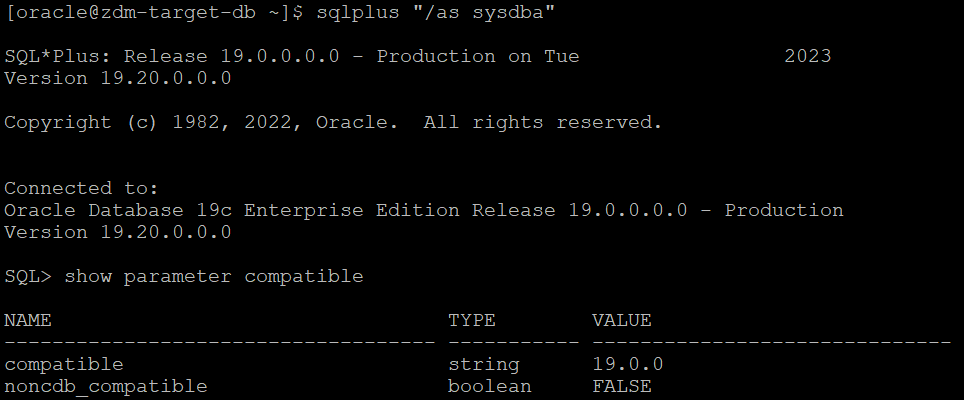 [oracle@zdm-target-db ~]$ sqlplus "/as sysdba"
SQL*Plus: Release 19.0.0.0.0 - Production on Tue 2023
Version 19.20.0.0.0
Copyright (c) 1982, 2022, Oracle.  All rights reserved.
Connected to:
Oracle Database 19c Enterprise Edition Release 19.0.0.0.0 - Production
Version 19.20.0.0.0
SQL> show parameter compatible
NAME                                 TYPE        VALUE
------------------------------------ ----------- ------------------------------
compatible                           string      19.0.0
noncdb_compatible                    boolean     FALSE